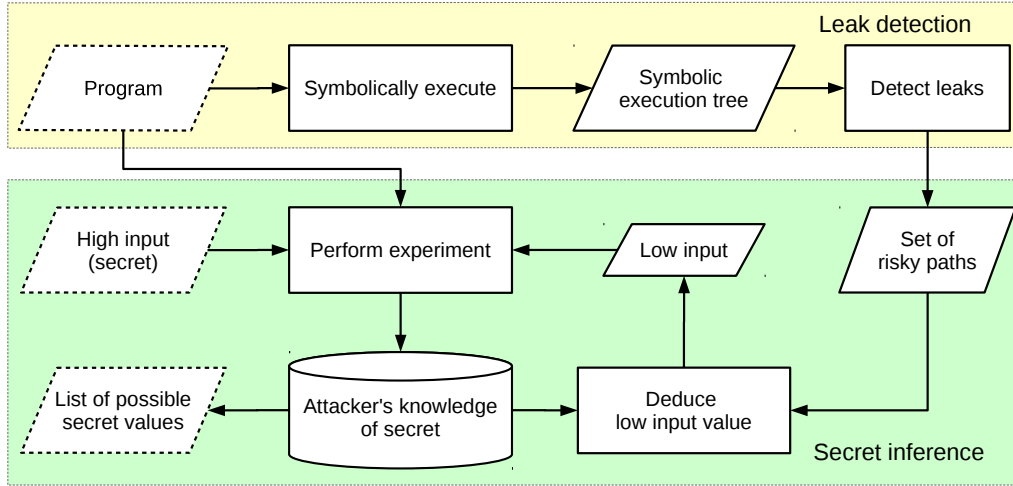 Leak detection
Program
Symbolically execute
Symbolic
execution tree
Detect leaks
High input
(secret)
Perform experiment
Low input
Set of
risky paths
List of possible
secret values
Attacker's knowledge
of secret
Deduce
low input value
Secret inference